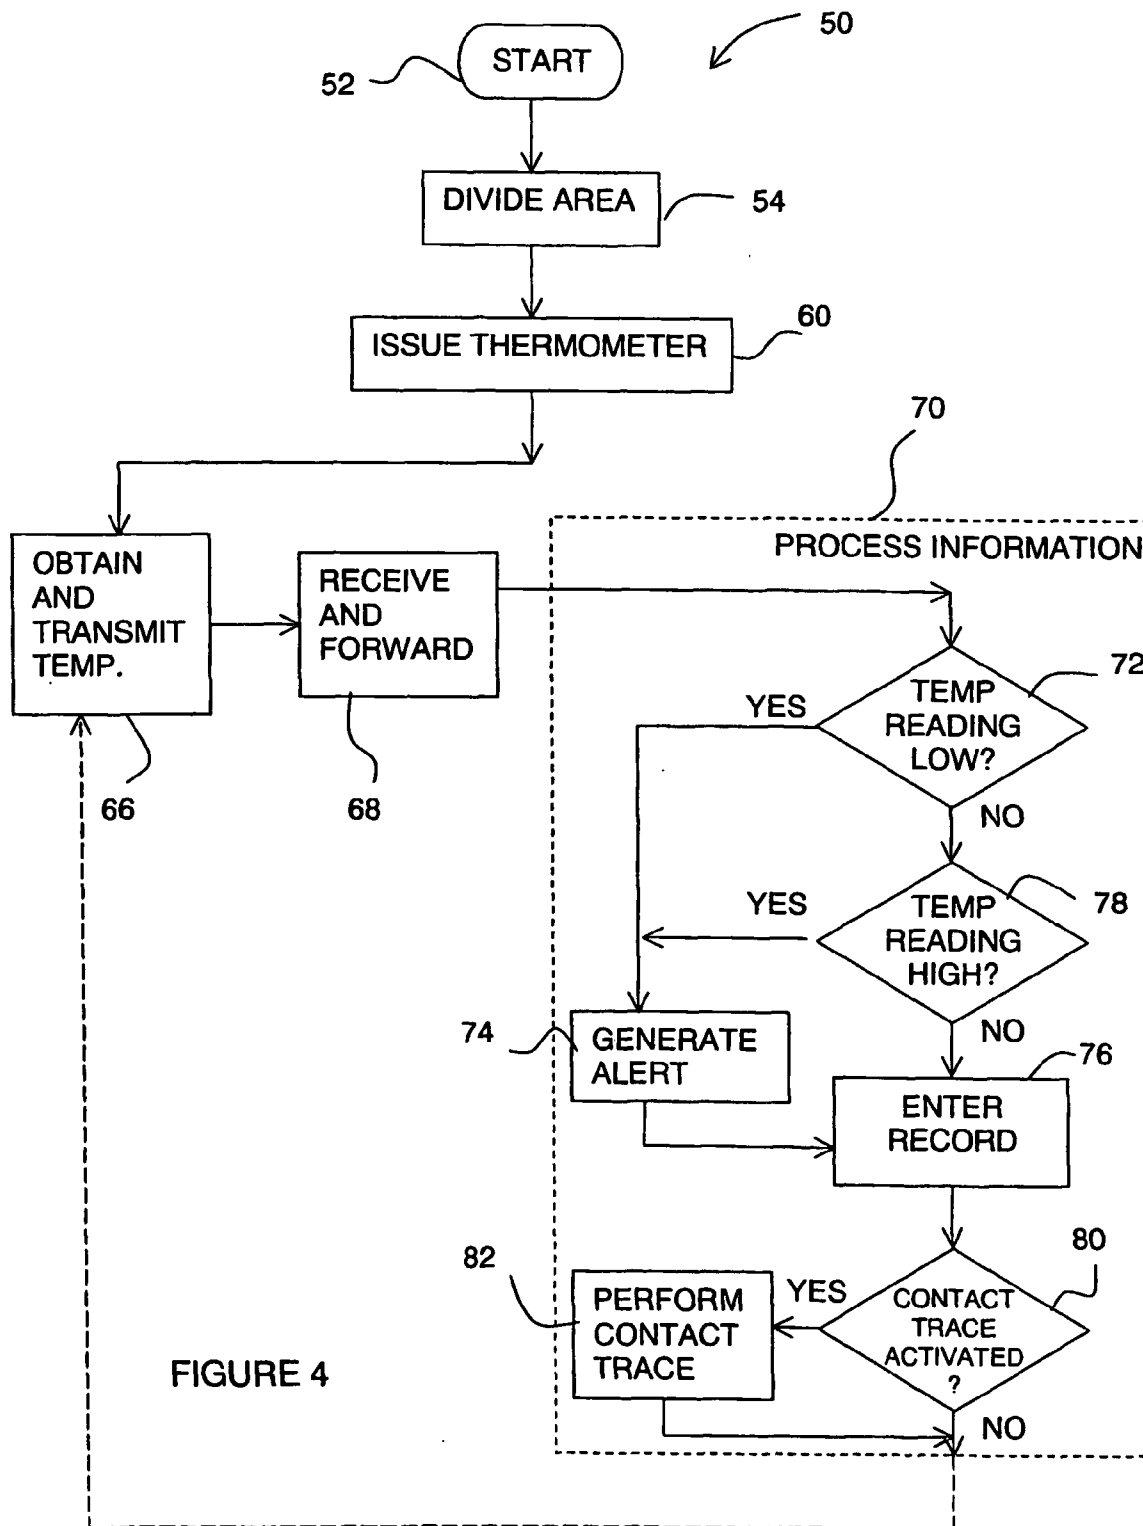 50
START
52
DIVIDE AREA
54
60
ISSUE THERMOMETER
70
PROCESS INFORMATION
OBTAIN
AND
TRANSMIT
TEMP.
RECEIVE
AND
FORWARD
66
68
72
TEMP
READING
LOW?
YES
NO
78
TEMP
READING
HIGH?
YES
NO
74
GENERATE
ALERT
76
ENTER
RECORD
80
CONTACT
TRACE
ACTIVATED
?
YES
NO
82
PERFORM
CONTACT
TRACE
FIGURE 4